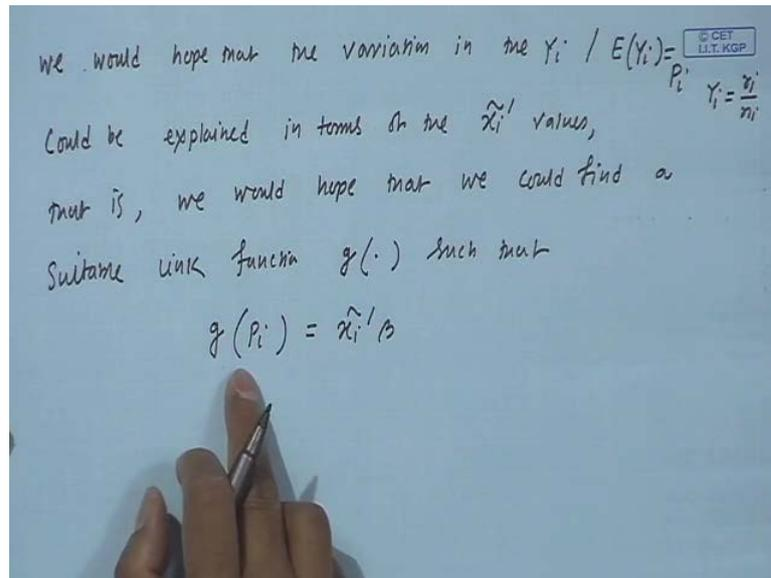 © CET
I.I.T. KGP
we would hope that the variation in the Yi / E(Yi) = Pi
Yi = ri/ni
Could be explained in terms of the x̃i' values,
that is, we would hope that we could find a
Suitable link function g(·) such that
g(Pi) = x̃i' β